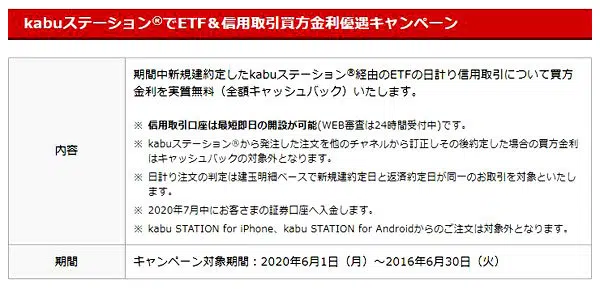 kabuステーション®でETF＆信用取引買方金利優遇キャンペーン
内容
期間中新規建約定したkabuステーション®経由のETFの日計り信用取引について買方
金利を実質無料（全額キャッシュバック）いたします。
※ 信用取引口座は最短即日の開設が可能(WEB審査は24時間受付中)です。
※ kabuステーション®から発注した注文を他のチャネルから訂正しその後約定した場合の買方金利
はキャッシュバックの対象外となります。
※ 日計り注文の判定は建玉明細ベースで新規建約定日と返済約定日が同一のお取引を対象といたし
ます。
※ 2020年7月中にお客さまの証券口座へ入金します。
※ kabu STATION for iPhone、kabu STATION for Androidからのご注文は対象外となります。
期間
キャンペーン対象期間：2020年6月1日（月）～2016年6月30日（火）